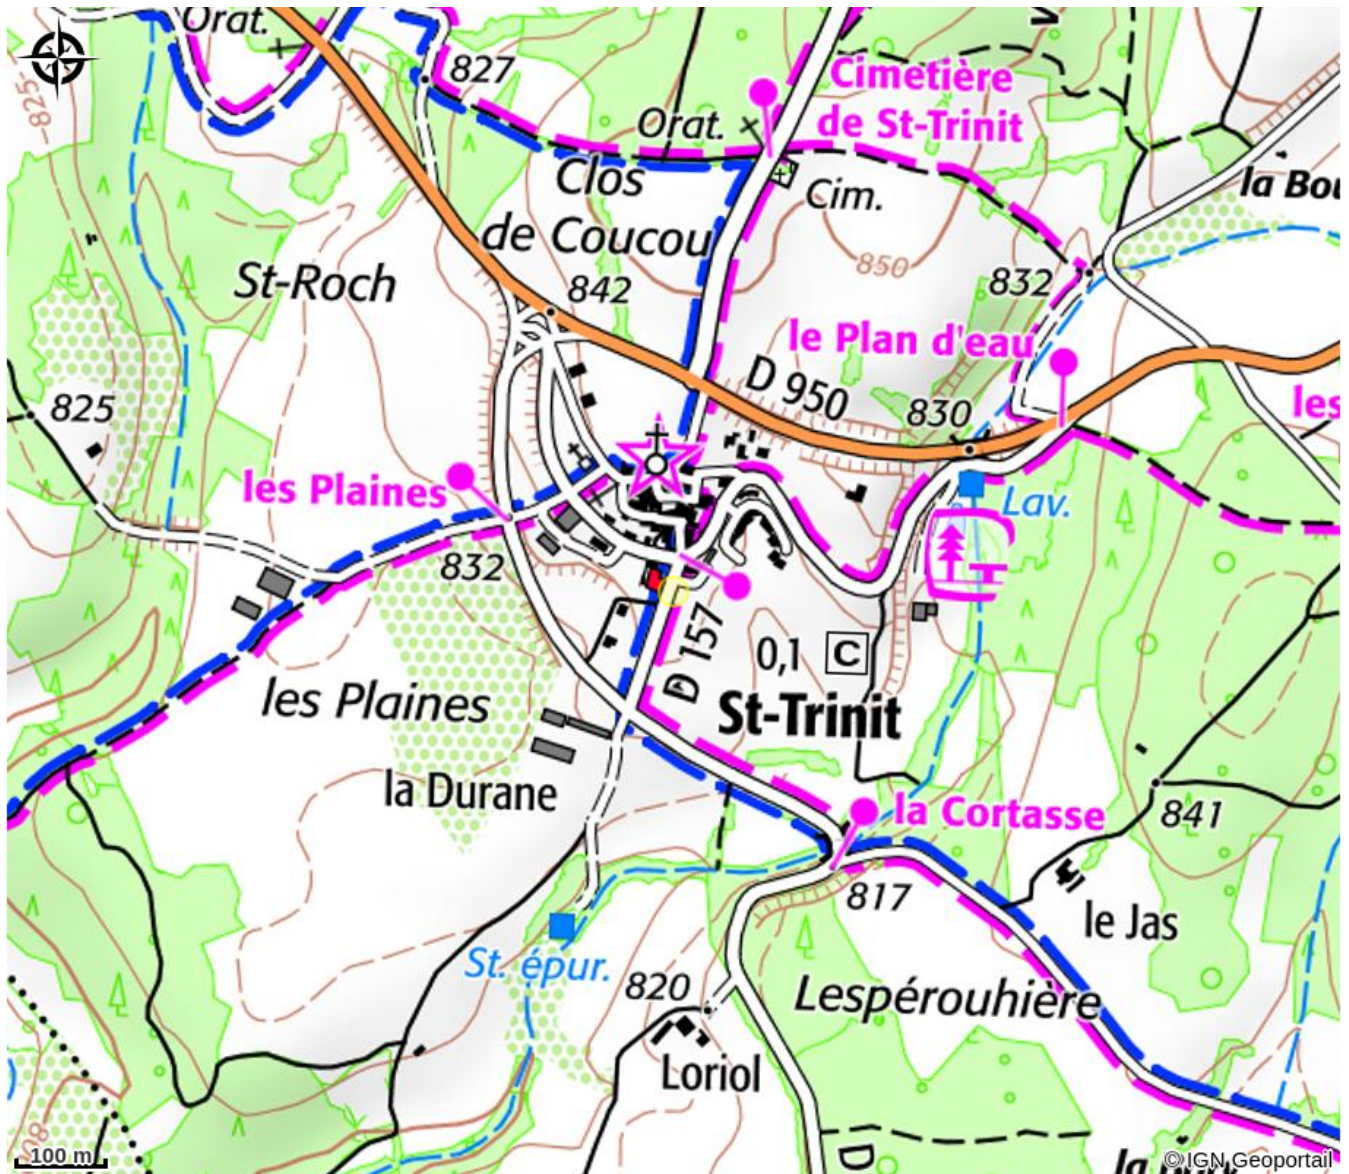 Orat.
827
Cimetière
de St-Trinit
825
Orat.
Clos
Cim.
de Coucou
850
St-Roch
842
832
le Plan d'eau
D 950
825
830
les
les Plaines
Lav.
832
D 157
0,1 C
St-Trinit
les Plaines
la Durane
la Cortasse
841
817
le Jas
St. épur.
820
Lespérouhière
Loriol
D
100 m
© IGN Geoportail